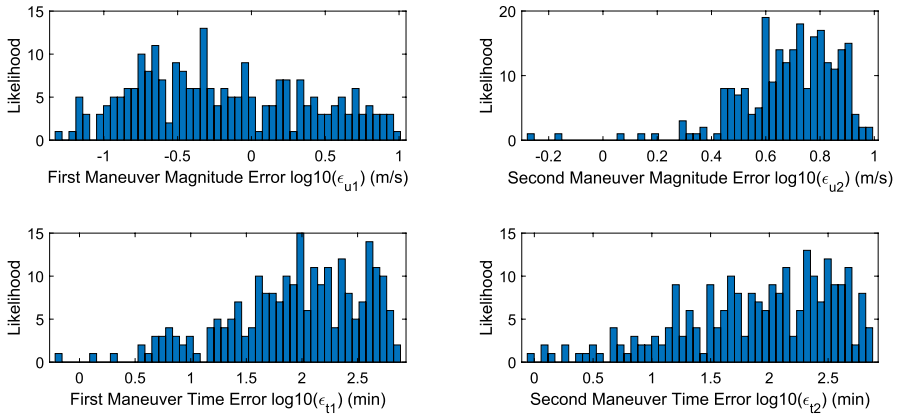 15
10
5
0
Likelihood
-1 -0.5 0 0.5 1
First Maneuver Magnitude Error log10(ϵ_u1) (m/s)
20
10
0
Likelihood
-0.2 0 0.2 0.4 0.6 0.8 1
Second Maneuver Magnitude Error log10(ϵ_u2) (m/s)
15
10
5
0
Likelihood
0 0.5 1 1.5 2 2.5
First Maneuver Time Error log10(ϵ_t1) (min)
15
10
5
0
Likelihood
0 0.5 1 1.5 2 2.5
Second Maneuver Time Error log10(ϵ_t2) (min)